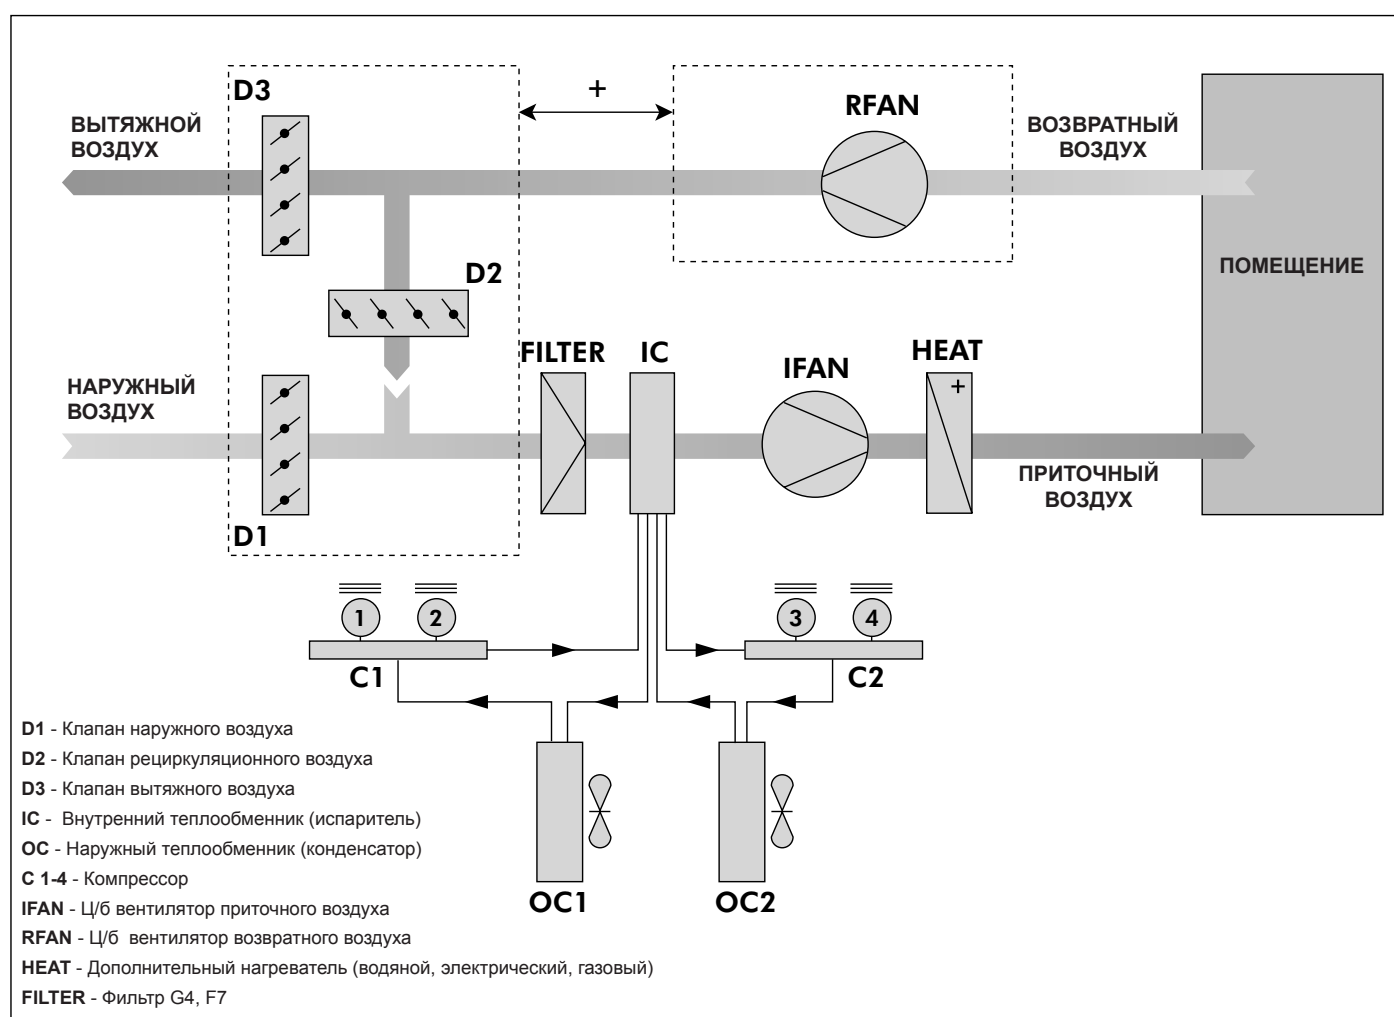 D3
+
RFAN
ВЫТЯЖНОЙ
ВОЗДУХ
ВОЗВРАТНЫЙ
ВОЗДУХ
ПОМЕЩЕНИЕ
D2
FILTER
IC
IFAN
HEAT
+
НАРУЖНЫЙ
ВОЗДУХ
ПРИТОЧНЫЙ
ВОЗДУХ
D1
1
2
3
4
C1
C2
D1 - Клапан наружного воздуха
D2 - Клапан рециркуляционного воздуха
D3 - Клапан вытяжного воздуха
IC - Внутренний теплообменник (испаритель)
OC - Наружный теплообменник (конденсатор)
C 1-4 - Компрессор
IFAN - Ц/б вентилятор приточного воздуха
RFAN - Ц/б вентилятор возвратного воздуха
HEAT - Дополнительный нагреватель (водяной, электрический, газовый)
FILTER - Фильтр G4, F7
OC1
OC2